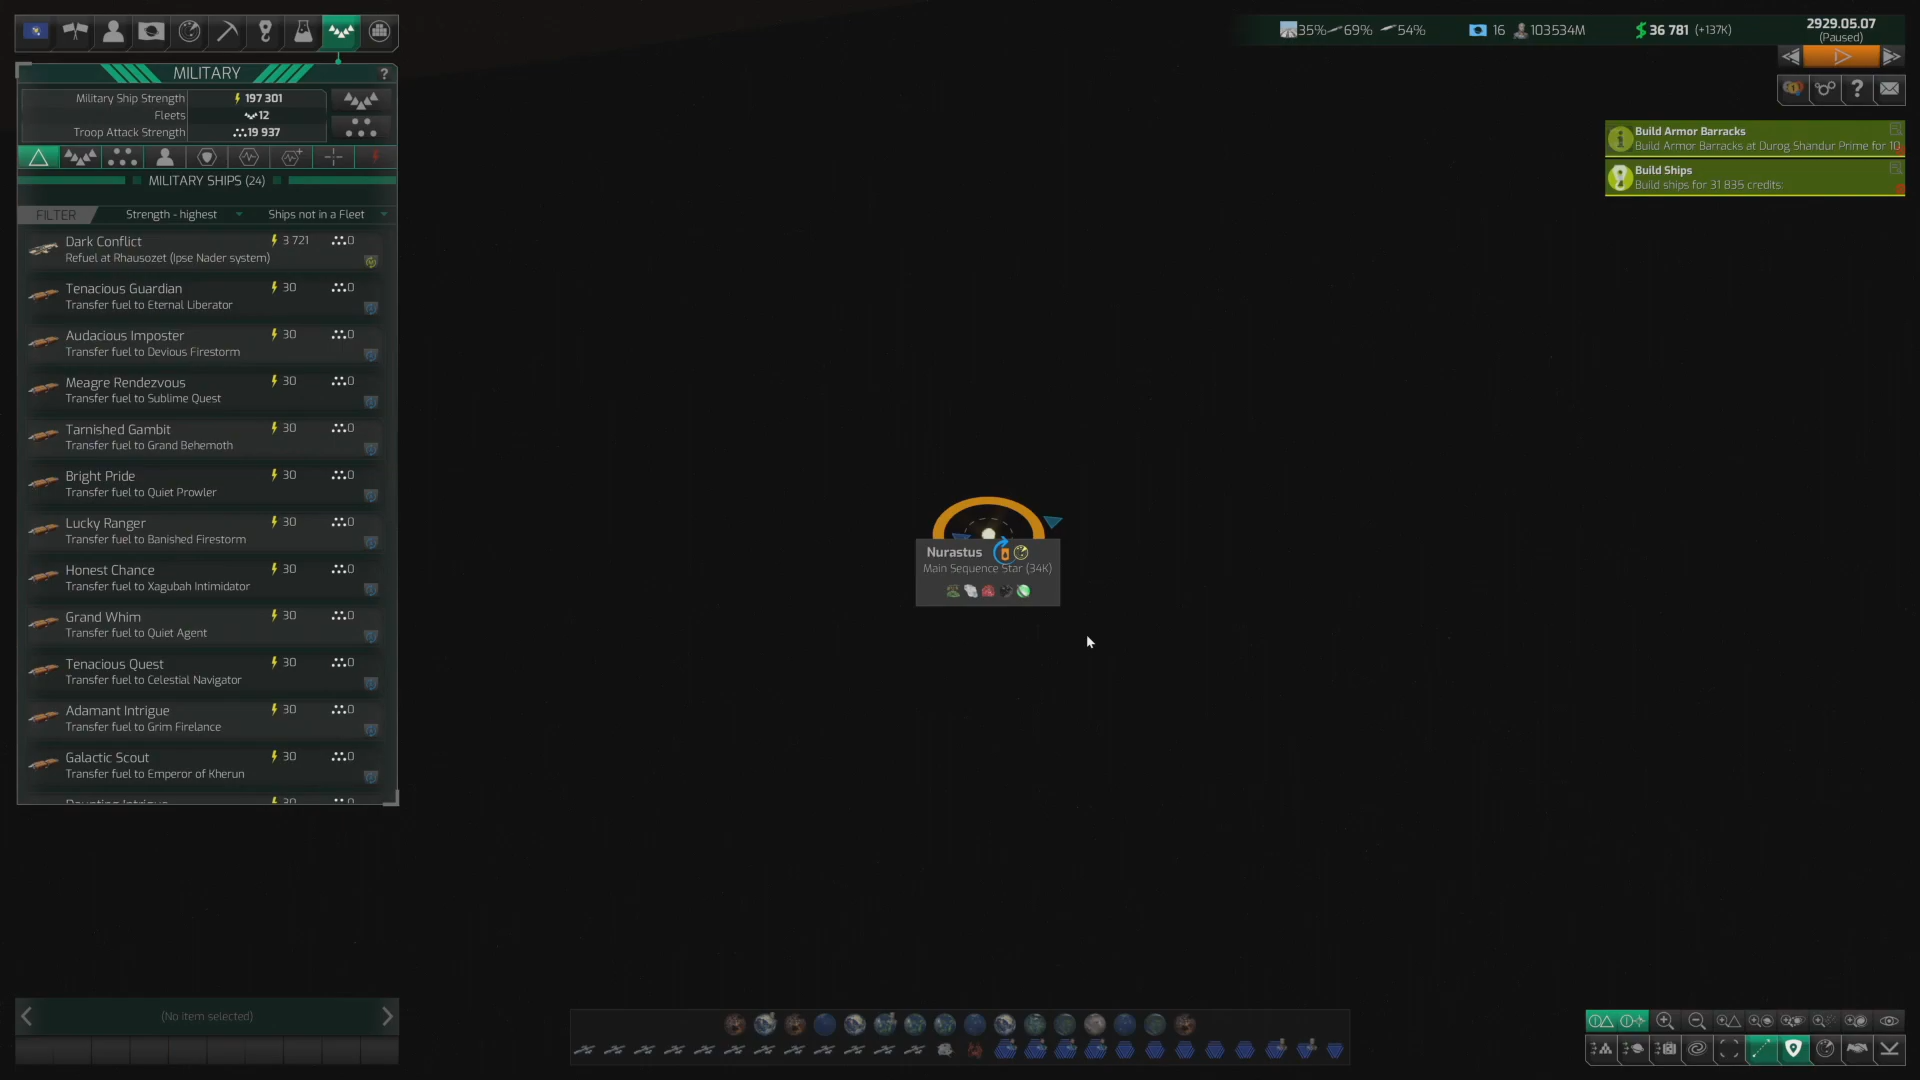 35% 69% 54% 16 103534M 36 781 (+137K)
2929.05.07
(Paused)
MILITARY ?
Military Ship Strength 197 301
Fleets 12
Troop Attack Strength 19 937
MILITARY SHIPS (24)
FILTER Strength - highest Ships not in a Fleet
Dark Conflict 3 721 0
Refuel at Rhausozet (Ipse Nader system)
Tenacious Guardian 30 0
Transfer fuel to Eternal Liberator
Audacious Imposter 30 0
Transfer fuel to Devious Firestorm
Meagre Rendezvous 30 0
Transfer fuel to Sublime Quest
Tarnished Gambit 30 0
Transfer fuel to Grand Behemoth
Bright Pride 30 0
Transfer fuel to Quiet Prowler
Lucky Ranger 30 0
Transfer fuel to Banished Firestorm
Honest Chance 30 0
Transfer fuel to Xagubah Intimidator
Grand Whim 30 0
Transfer fuel to Quiet Agent
Tenacious Quest 30 0
Transfer fuel to Celestial Navigator
Adamant Intrigue 30 0
Transfer fuel to Grim Firelance
Galactic Scout 30 0
Transfer fuel to Emperor of Kherun
Daunting Intrigue 30 0
(No item selected)
Nurastus
Main Sequence Star (34K)
?
Build Armor Barracks
Build Armor Barracks at Durog Shandur Prime for 10
Build Ships
Build ships for 31 835 credits: